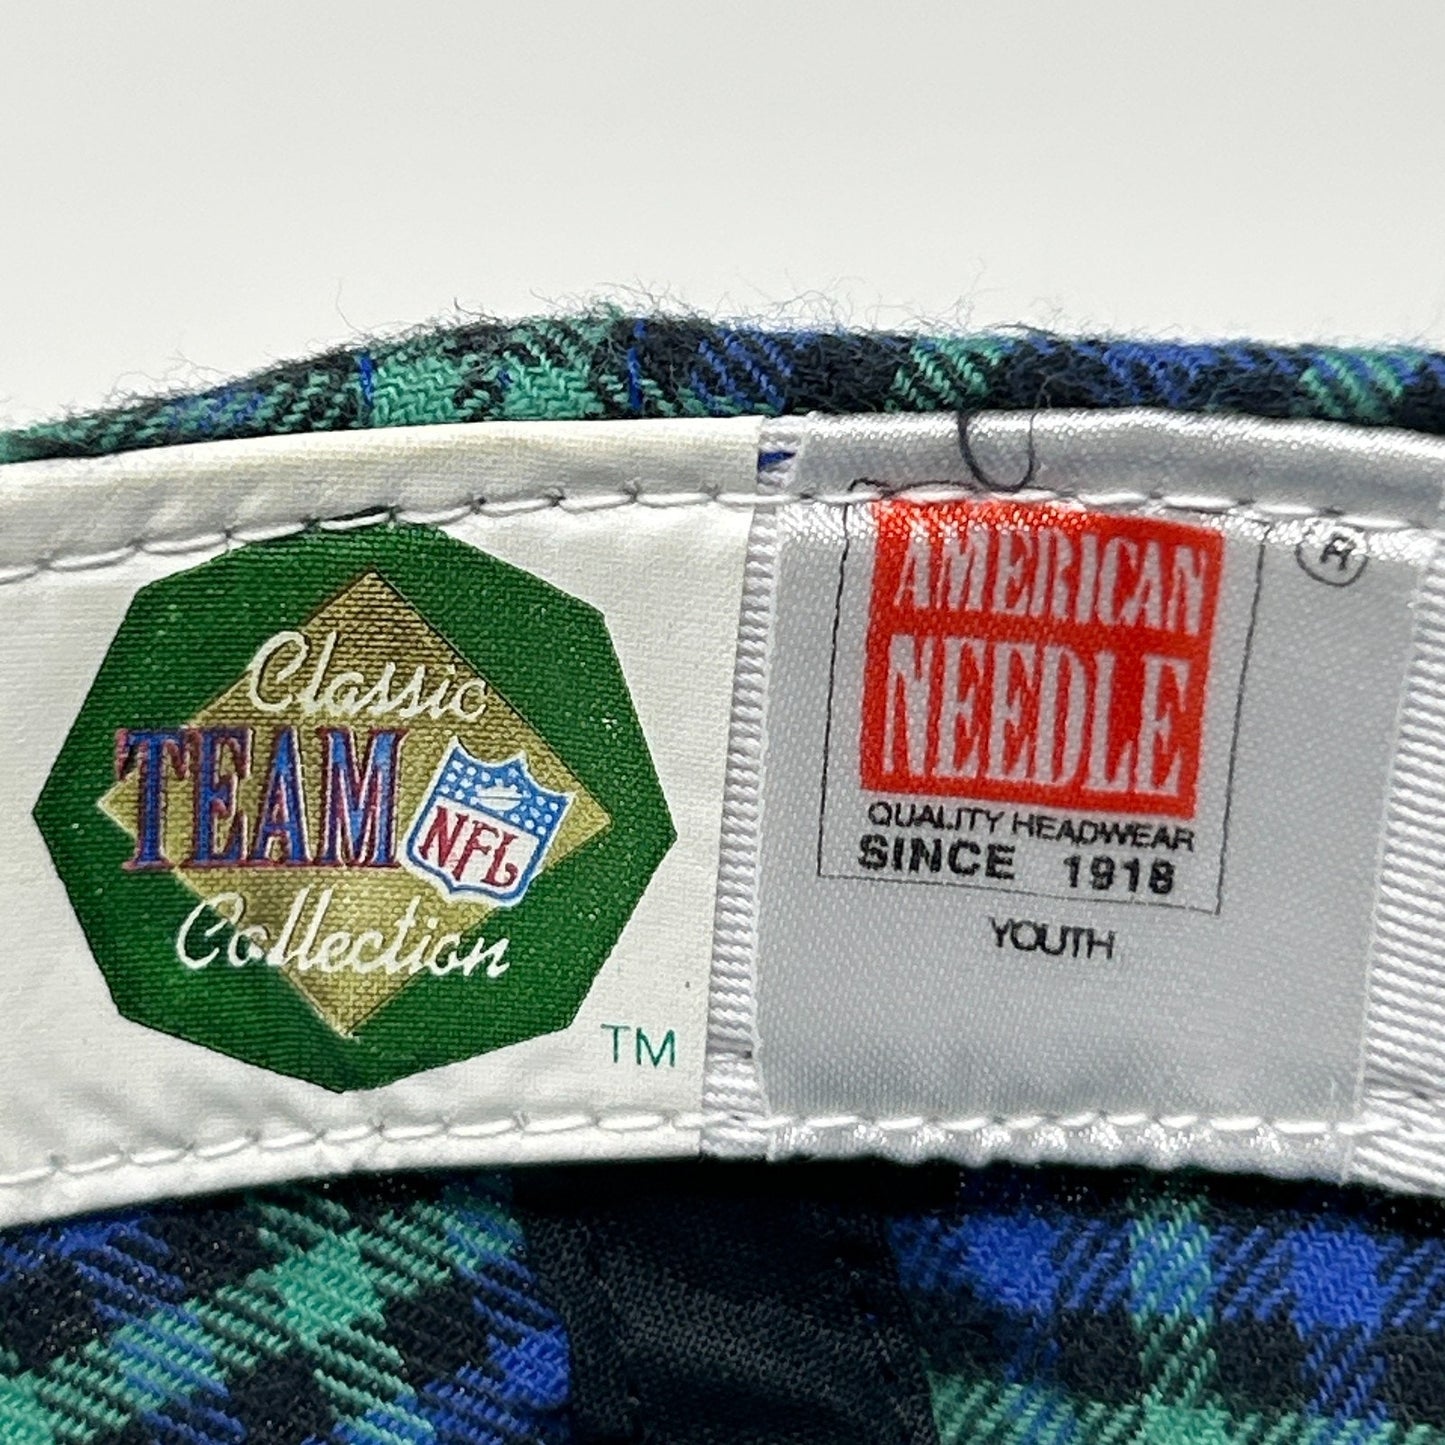 Classic
TEAM
NFL
Collection
TM
AMERICAN
NEEDLE
®
QUALITY HEADWEAR
SINCE 1918
YOUTH